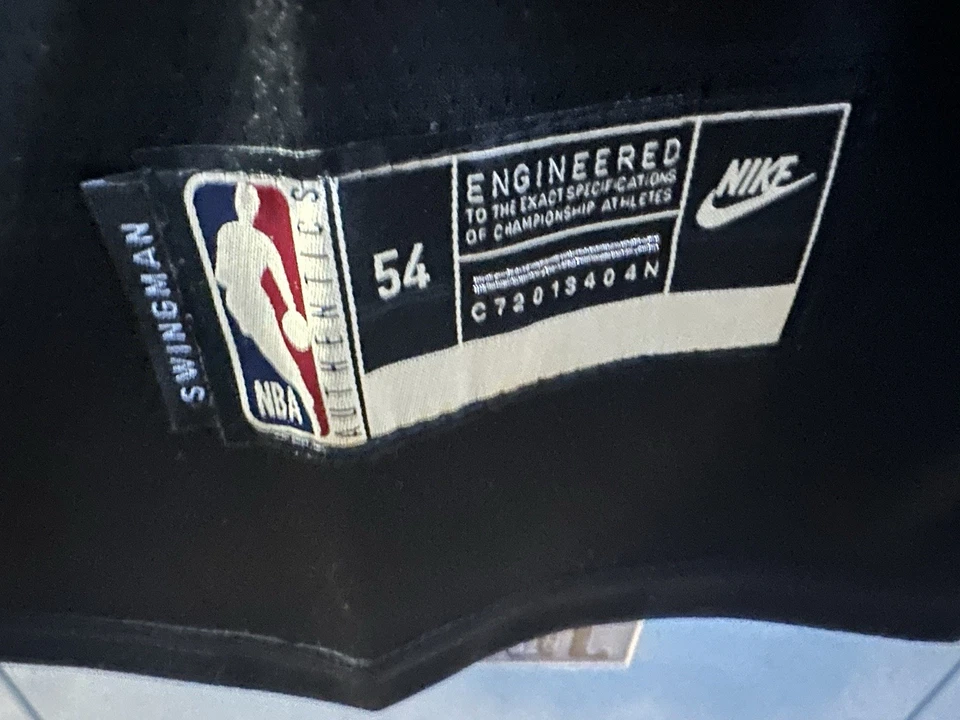 SWINGMAN
NBA
AUTHENTICS
54
ENGINEERED
TO THE EXACT SPECIFICATIONS
OF CHAMPIONSHIP ATHLETES
C72013404N
NIKE